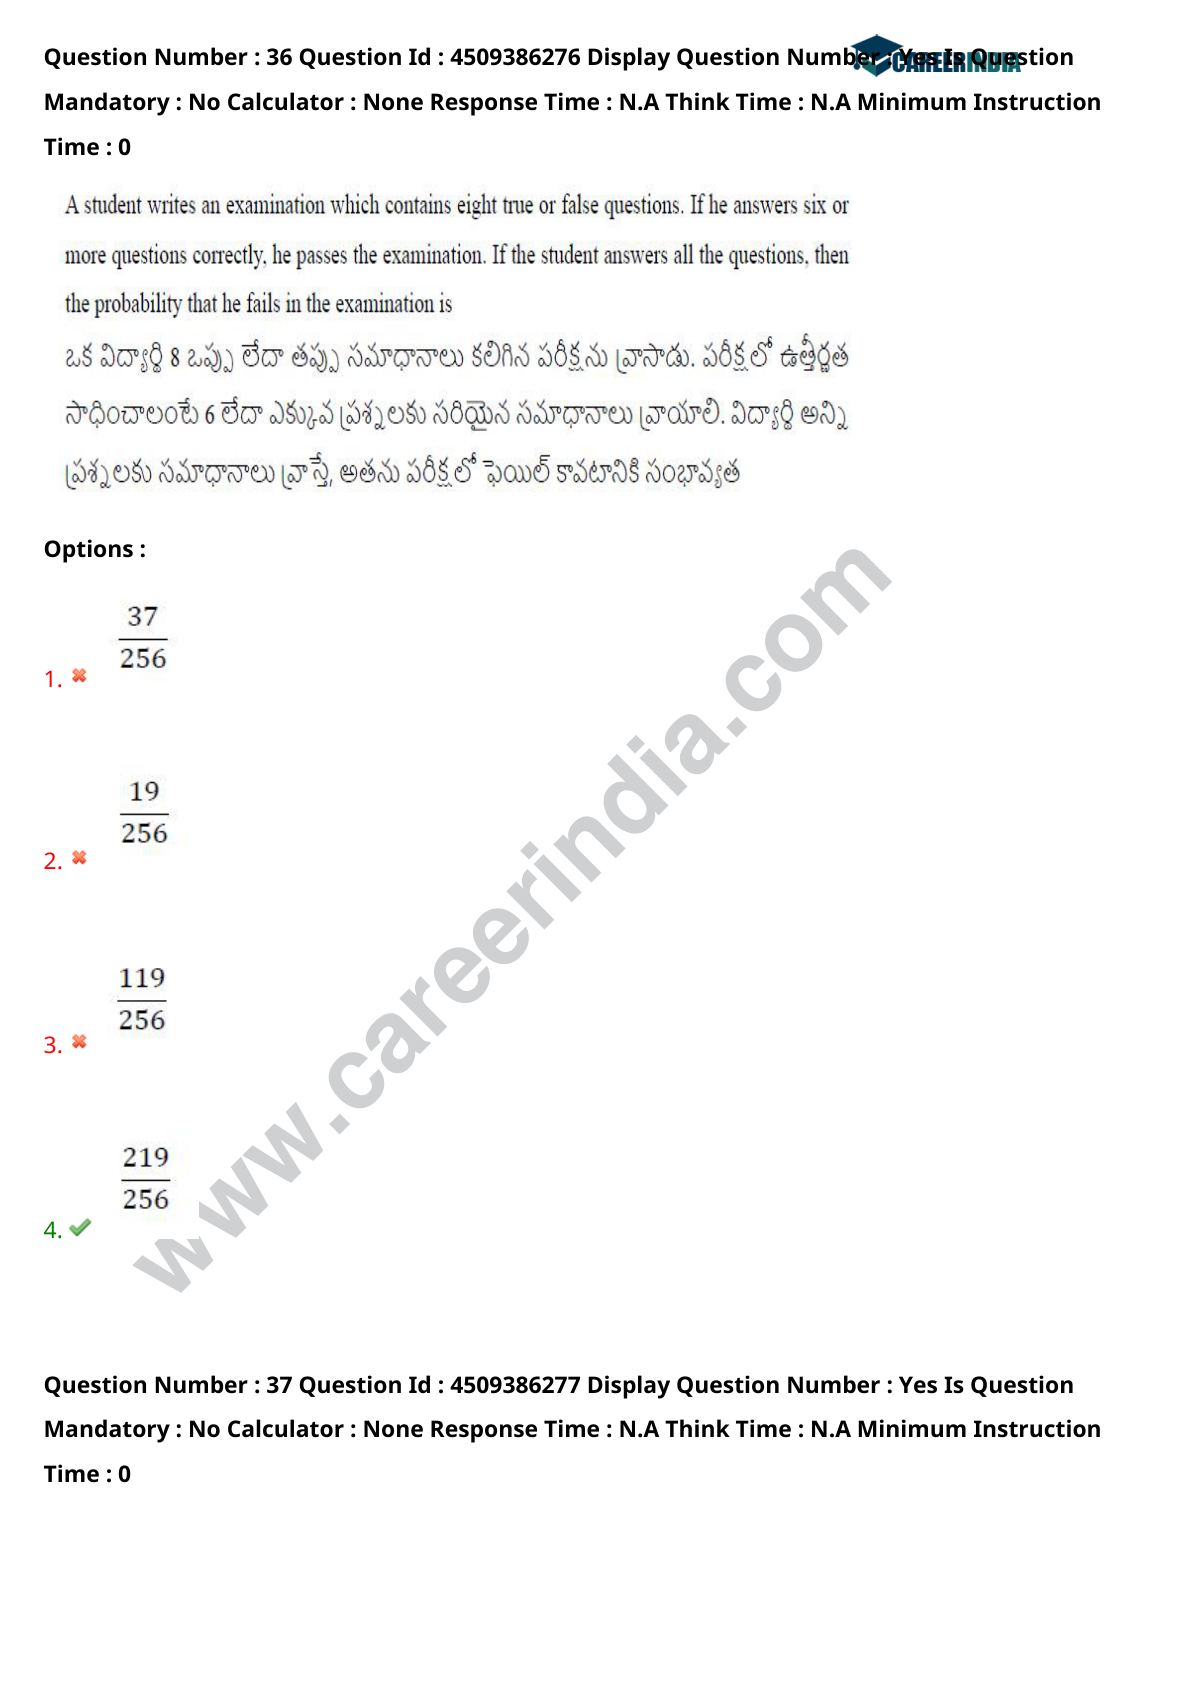 Question Number : 36 Question Id : 4509386276 Display Question Number : Yes Is Question
CAREERINDIA
Mandatory : No Calculator : None Response Time : N.A Think Time : N.A Minimum Instruction
Time : 0
A student writes an examination which contains eight true or false questions. If he answers six or
more questions correctly, he passes the examination. If the student answers all the questions, then
the probability that he fails in the examination is
ఒక విద్యార్థి 8 ఒప్పు లేదా తప్పు సమాధానాలు కలిగిన పరీక్షను వ్రాసాడు. పరీక్షలో ఉత్తీర్ణత
సాధించాలంటే 6 లేదా ఎక్కువ ప్రశ్నలకు సరియైన సమాధానాలు వ్రాయాలి. విద్యార్థి అన్ని
ప్రశ్నలకు సమాధానాలు వ్రాస్తే, అతను పరీక్షలో ఫెయిల్ కావటానికి సంభావ్యత
Options :
37
256
1.
19
256
2.
119
256
3.
219
256
4.
www.careerindia.com
Question Number : 37 Question Id : 4509386277 Display Question Number : Yes Is Question
Mandatory : No Calculator : None Response Time : N.A Think Time : N.A Minimum Instruction
Time : 0